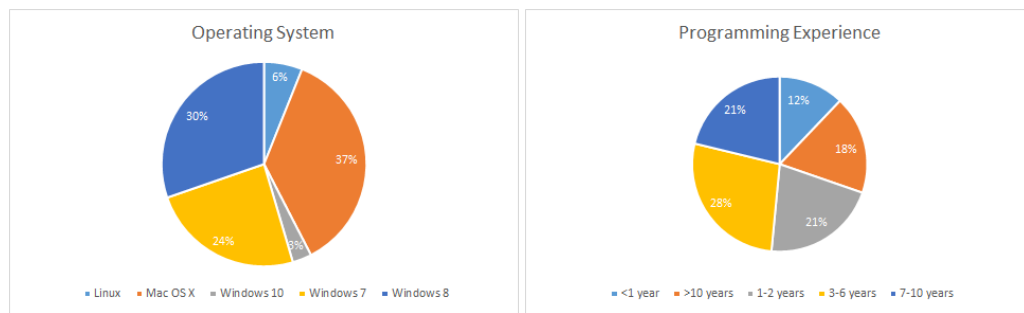 Operating System
6%
37%
3%
24%
30%
Linux Mac OS X Windows 10 Windows 7 Windows 8
Programming Experience
12%
18%
21%
28%
21%
<1 year >10 years 1-2 years 3-6 years 7-10 years